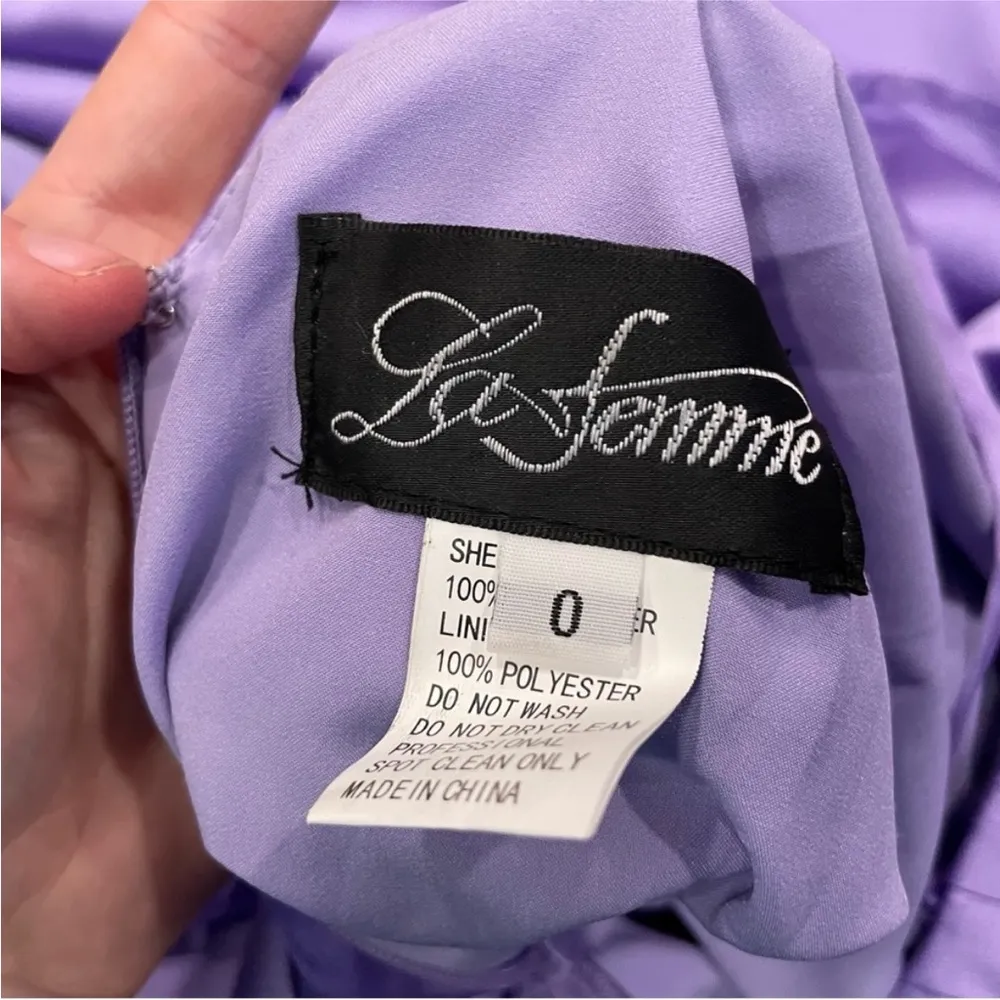 La Femme
SHE
100% ER
LINI
0
100% POLYESTER
DO NOT WASH
DO NOT DRY CLEAN
PROFESSIONAL
SPOT CLEAN ONLY
MADE IN CHINA